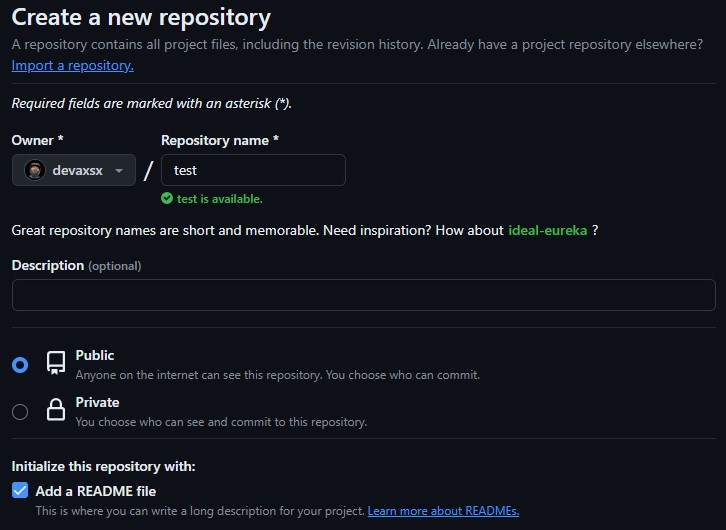 Create a new repository
A repository contains all project files, including the revision history. Already have a project repository elsewhere?
Import a repository.
Required fields are marked with an asterisk (*).
Owner * Repository name *
devaxsx / test
test is available.
Great repository names are short and memorable. Need inspiration? How about ideal-eureka ?
Description (optional)
Public
Anyone on the internet can see this repository. You choose who can commit.
Private
You choose who can see and commit to this repository.
Initialize this repository with:
Add a README file
This is where you can write a long description for your project. Learn more about READMEs.